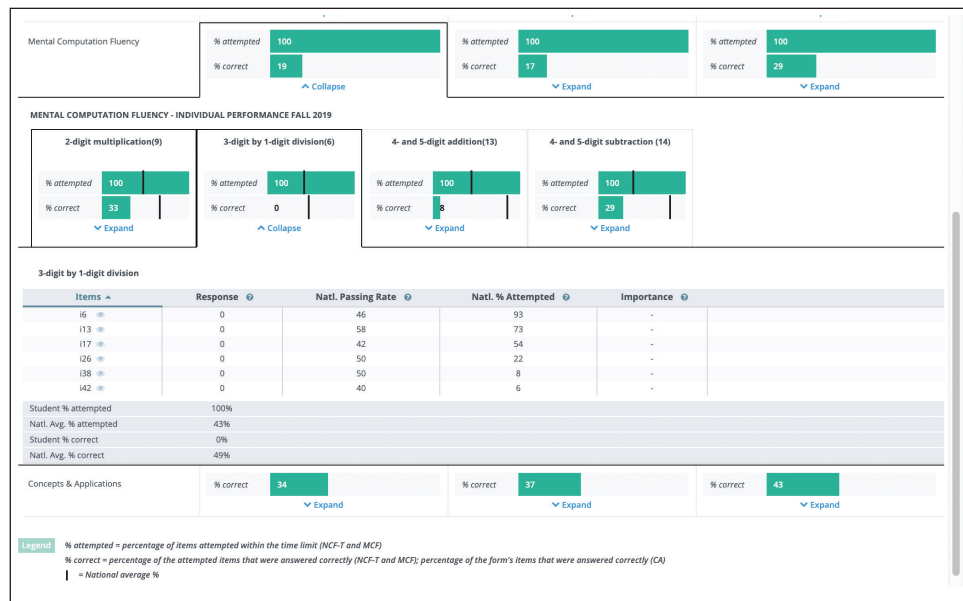 Mental Computation Fluency
% attempted 100
% correct 19
Collapse
% attempted 100
% correct 17
Expand
% attempted 100
% correct 29
Expand
MENTAL COMPUTATION FLUENCY - INDIVIDUAL PERFORMANCE FALL 2019
2-digit multiplication(9)
% attempted 100
% correct 33
Expand
3-digit by 1-digit division(6)
% attempted 100
% correct 0
Collapse
4- and 5-digit addition(13)
% attempted 100
% correct 8
Expand
4- and 5-digit subtraction (14)
% attempted 100
% correct 29
Expand
3-digit by 1-digit division
Items Response ? Natl. Passing Rate ? Natl. % Attempted ? Importance ?
i6 0 46 93 -
i13 0 58 73 -
i17 0 42 54 -
i26 0 50 22 -
i38 0 50 8 -
i42 0 40 6 -
Student % attempted 100%
Natl. Avg. % attempted 43%
Student % correct 0%
Natl. Avg. % correct 49%
Concepts & Applications
% correct 34
Expand
% correct 37
Expand
% correct 43
Expand
Legend % attempted = percentage of items attempted within the time limit (NCF-T and MCF)
% correct = percentage of the attempted items that were answered correctly (NCF-T and MCF); percentage of the form's items that were answered correctly (CA)
= National average %